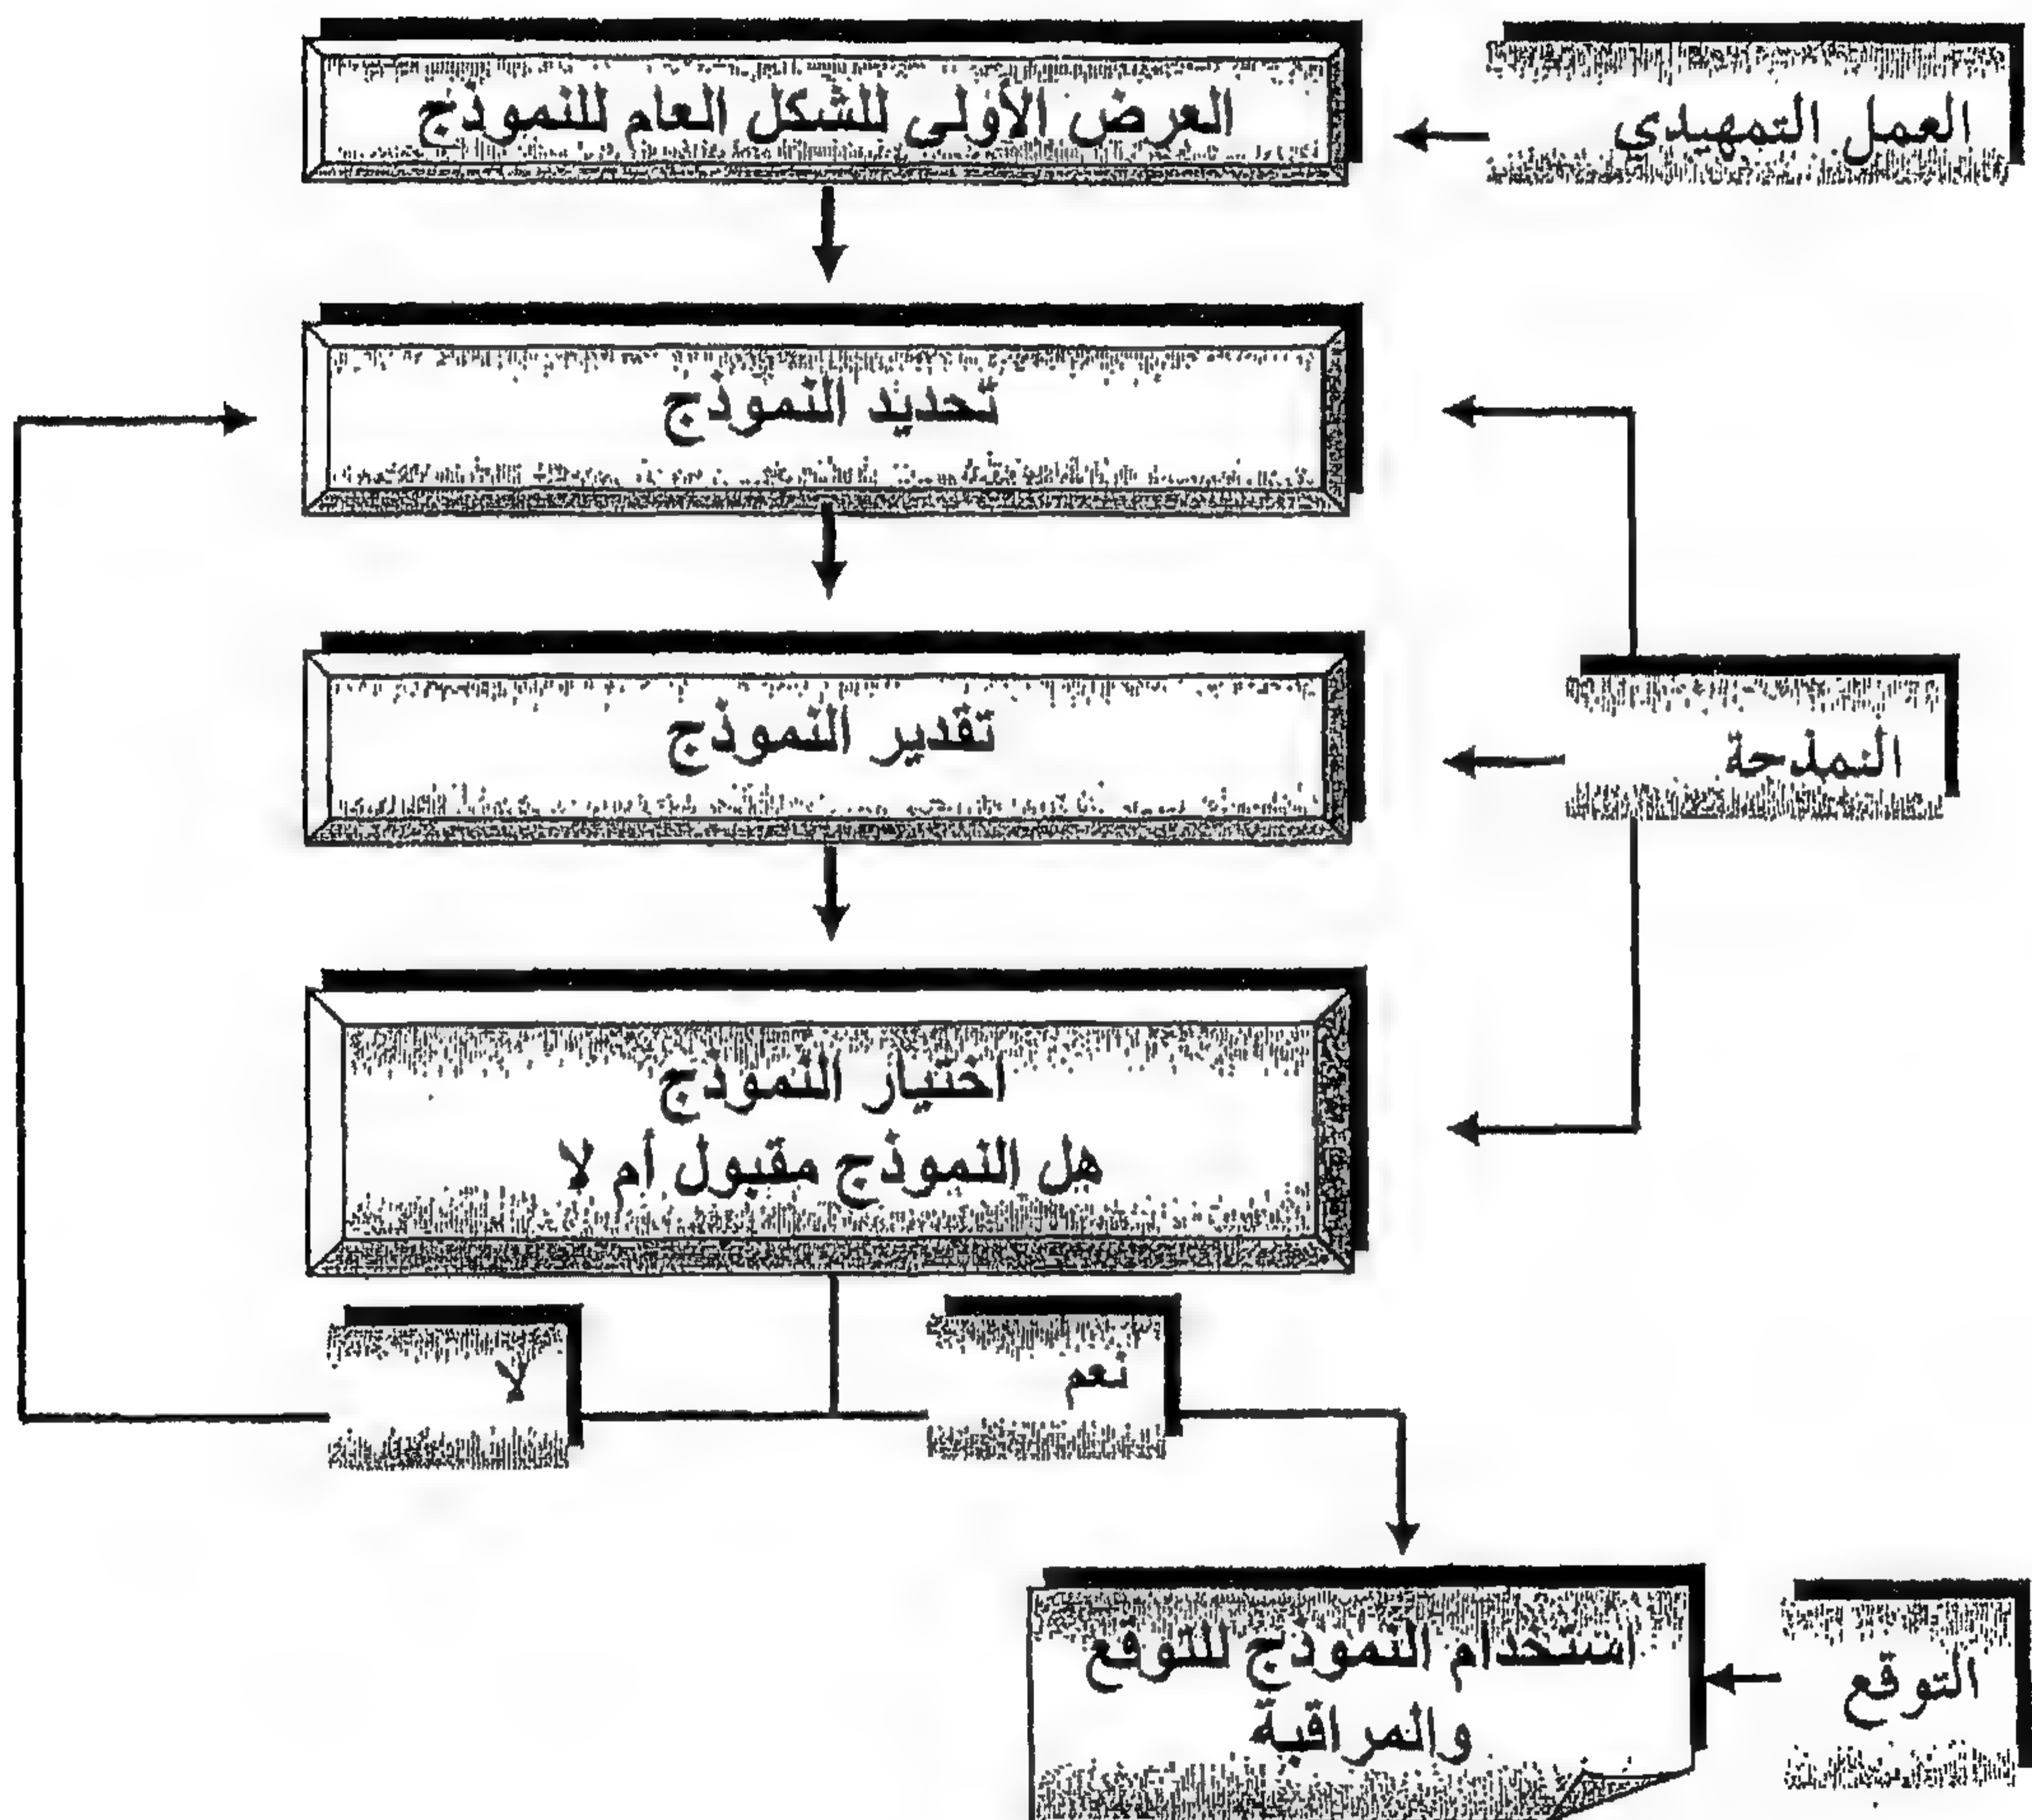 العمل التمهيدي
العرض الأولى للشكل العام للنموذج
تحديد النموذج
النمذجة
تقدير النموذج
اختيار النموذج
هل النموذج مقبول أم لا
نعم
لا
التوقع
استخدام النموذج للتوقع
والمراقبة